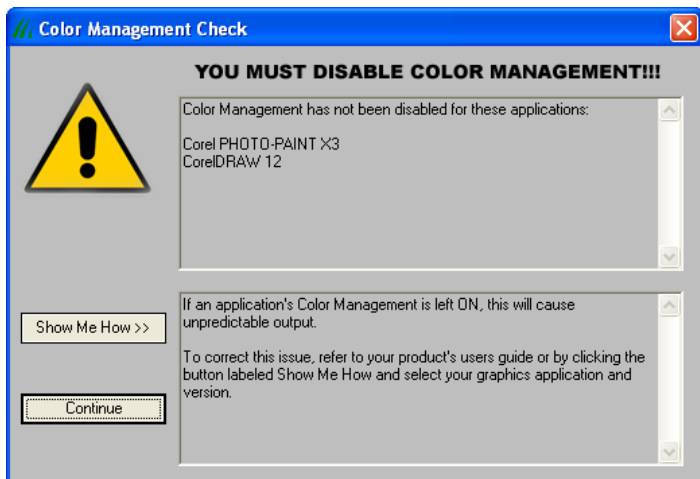 Color Management Check
YOU MUST DISABLE COLOR MANAGEMENT!!!
Color Management has not been disabled for these applications:
Corel PHOTO-PAINT X3
CorelDRAW 12
If an application's Color Management is left ON, this will cause
unpredictable output.
Show Me How >>
To correct this issue, refer to your product's users guide or by clicking the
button labeled Show Me How and select your graphics application and
version.
Continue